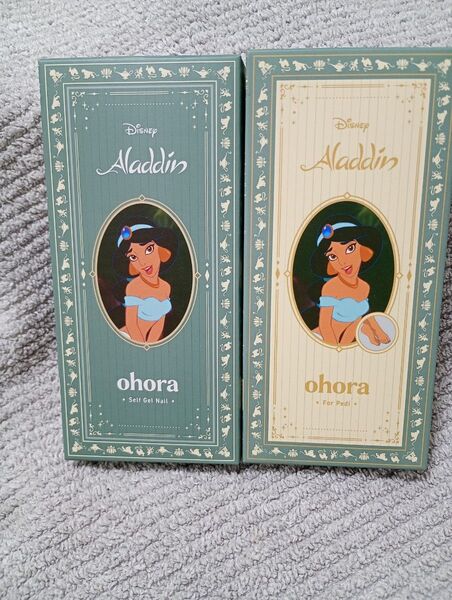 Disney
Aladdin
ohora
• Self Gel Nail •
Disney
Aladdin
ohora
• For Pedi •